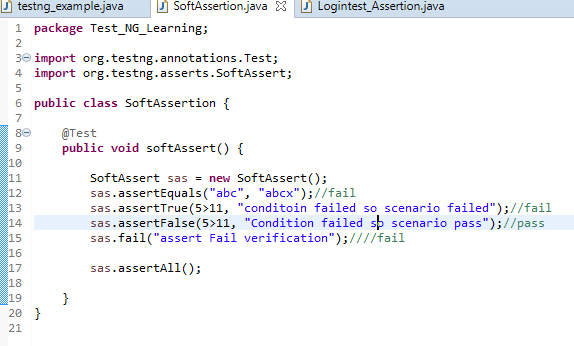 testng_example.java SoftAssertion.java Logintest_Assertion.java
1 package Test_NG_Learning;
2
3 import org.testng.annotations.Test;
4 import org.testng.asserts.SoftAssert;
5
6 public class SoftAssertion {
7
8 @Test
9 public void softAssert() {
10
11 SoftAssert sas = new SoftAssert();
12 sas.assertEquals("abc", "abcx");//fail
13 sas.assertTrue(5>11, "conditoin failed so scenario failed");//fail
14 sas.assertFalse(5>11, "Condition failed so scenario pass");//pass
15 sas.fail("assert Fail verification");////fail
16
17 sas.assertAll();
18
19 }
20 }
21